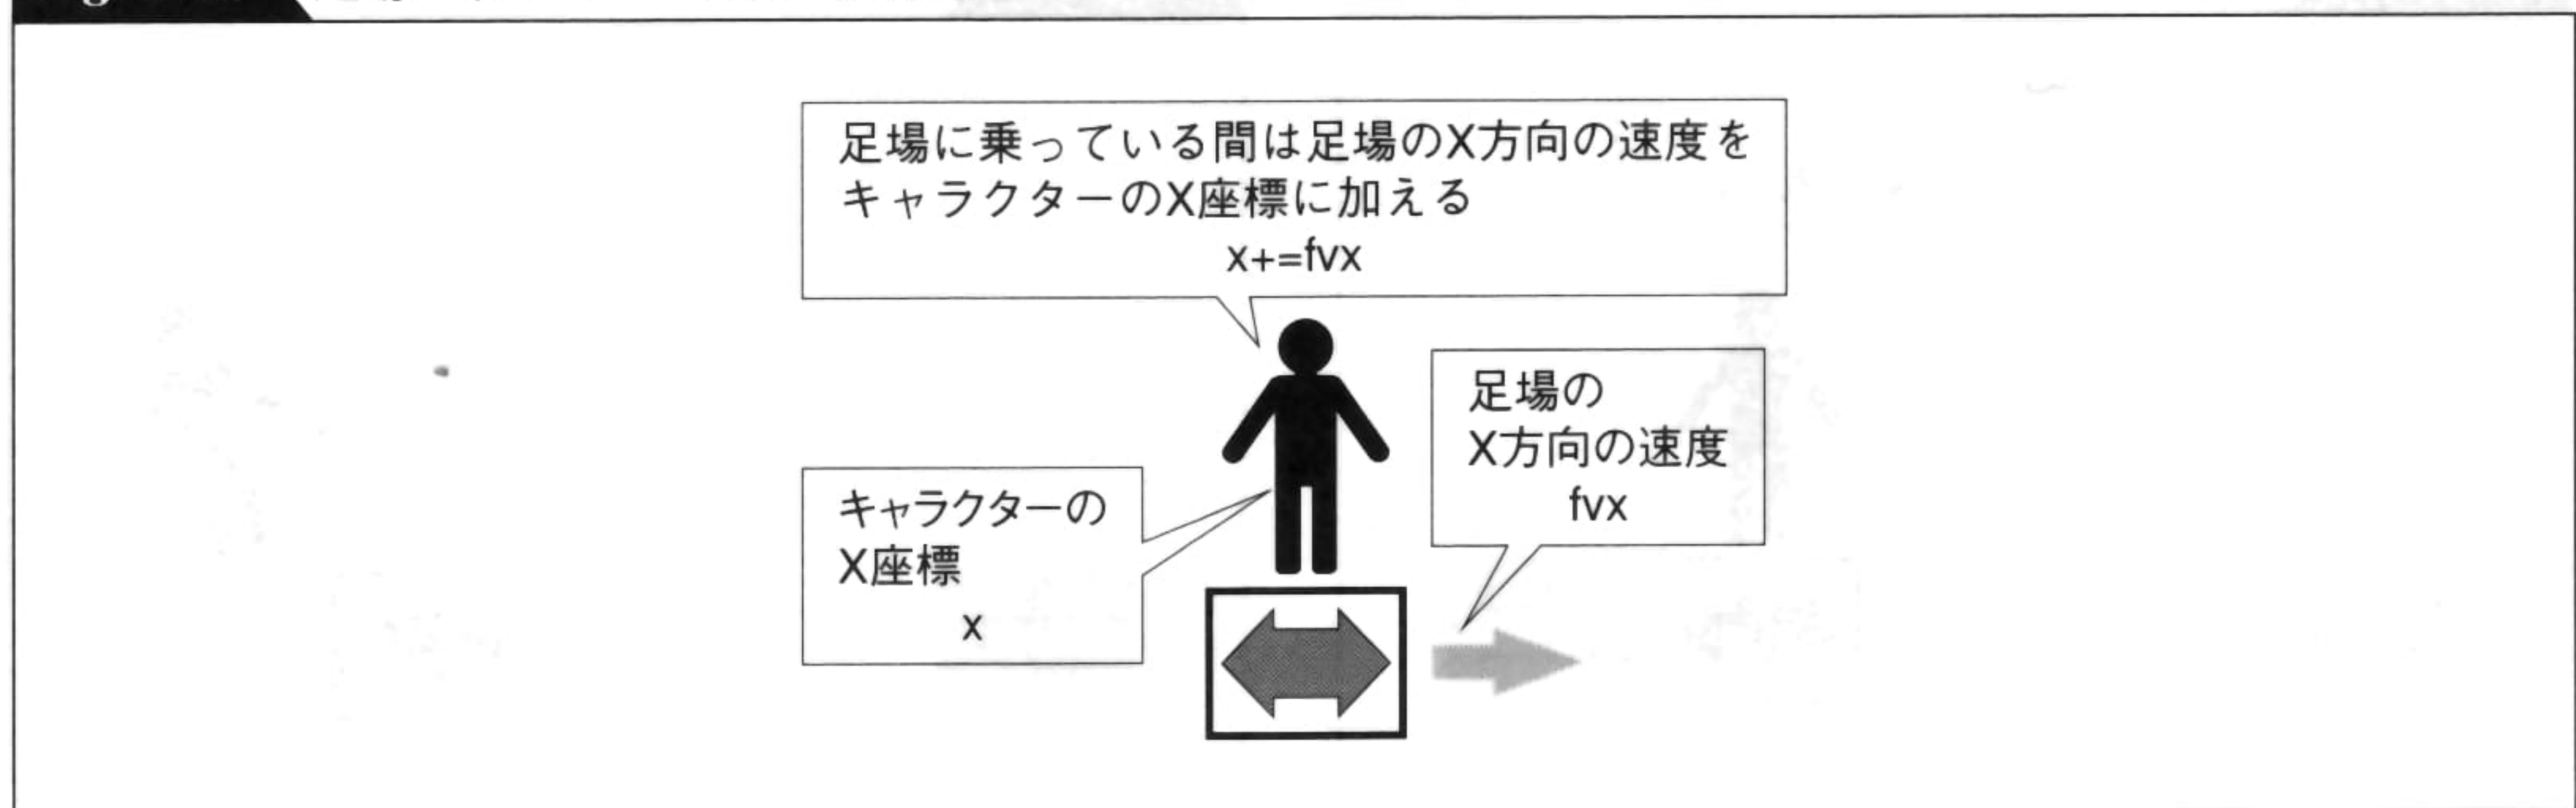 足場に乗っている間は足場のX方向の速度を
キャラクターのX座標に加える
x+=fvx
足場の
X方向の速度
fvx
キャラクターの
X座標
x